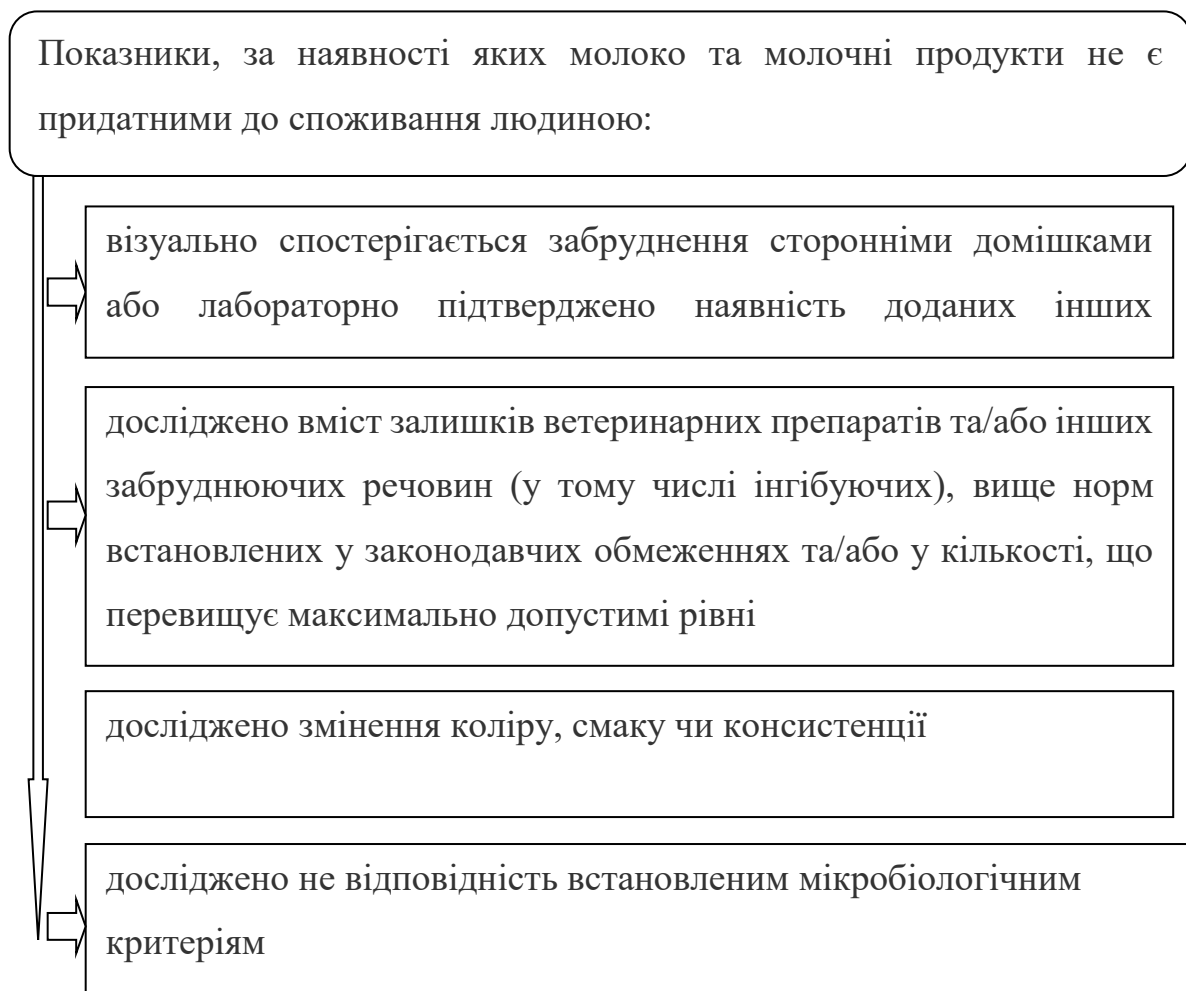 Показники, за наявності яких молоко та молочні продукти не є
придатними до споживання людиною:
візуально спостерігається забруднення сторонніми домішками
або лабораторно підтверджено наявність доданих інших
досліджено вміст залишків ветеринарних препаратів та/або інших
забруднюючих речовин (у тому числі інгібуючих), вище норм
встановлених у законодавчих обмеженнях та/або у кількості, що
перевищує максимально допустимі рівні
досліджено змінення коліру, смаку чи консистенції
досліджено не відповідність встановленим мікробіологічним
критеріям